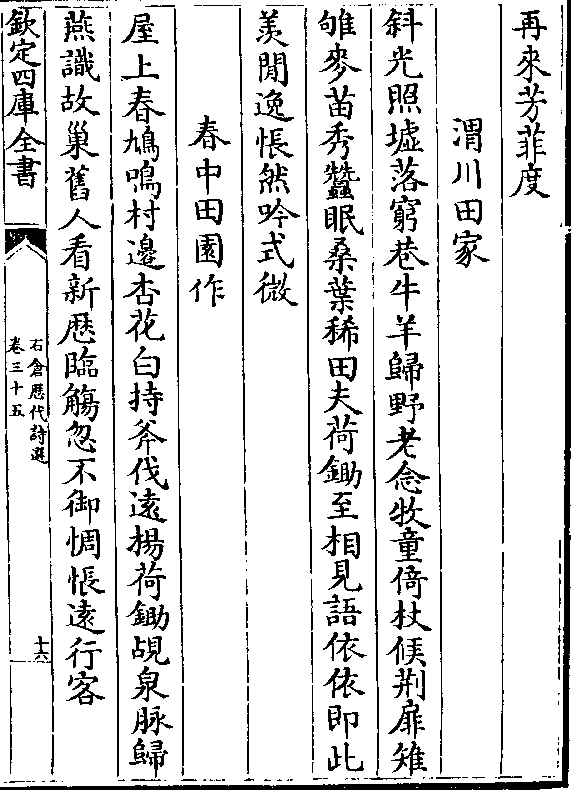 再來芳菲度
渭川田家
斜光照墟落窮巷牛羊歸野老念牧童倚杖候荆扉雉
雊麥苗秀蠶眠桑葉稀田夫荷鋤至相見語依依即此
羨閒逸悵然吟式微
春中田園作
屋上春鳩鳴村邊杏花白持斧伐遠揚荷鋤覘泉脉歸
燕識故巢舊人看新厯臨觴忽不御惆悵遠行客
欽定四庫全書
石倉歴代詩選
卷三十五
十六